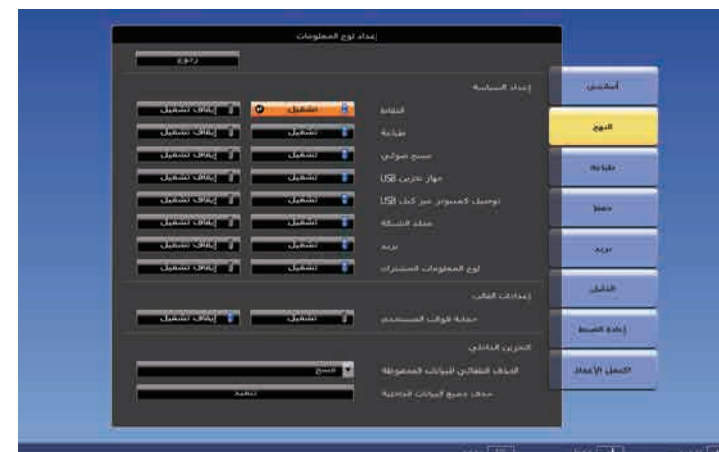 إعداد لوح المعلومات
رجوع
إعداد السياسة
التقاط تشغيل إيقاف تشغيل
طباعة تشغيل إيقاف تشغيل
مسح ضوئي تشغيل إيقاف تشغيل
جهاز تخزين USB تشغيل إيقاف تشغيل
توصيل كمبيوتر عبر كبل USB تشغيل إيقاف تشغيل
مجلد الشبكة تشغيل إيقاف تشغيل
بريد تشغيل إيقاف تشغيل
لوح المعلومات المشترك تشغيل إيقاف تشغيل
إعدادات القالب
حماية قوالب المستخدم تشغيل إيقاف تشغيل
التخزين الداخلي
الحذف التلقائي للبيانات المحفوظة مسح
حذف جميع البيانات الداخلية تنفيذ
أساسي
النهج
طباعة
حفظ
بريد
الدليل
إعادة الضبط
اكتمل الإعداد